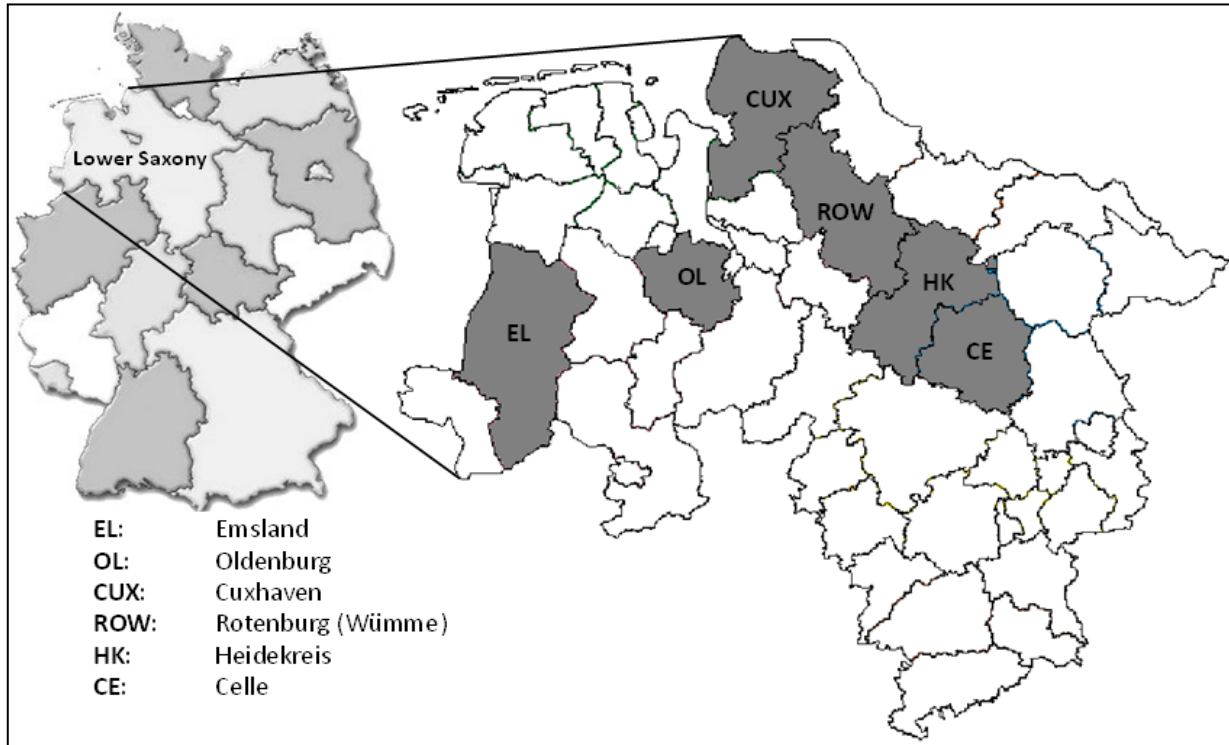 Lower Saxony
CUX
ROW
OL
HK
EL
CE
EL: Emsland
OL: Oldenburg
CUX: Cuxhaven
ROW: Rotenburg (Wümme)
HK: Heidekreis
CE: Celle